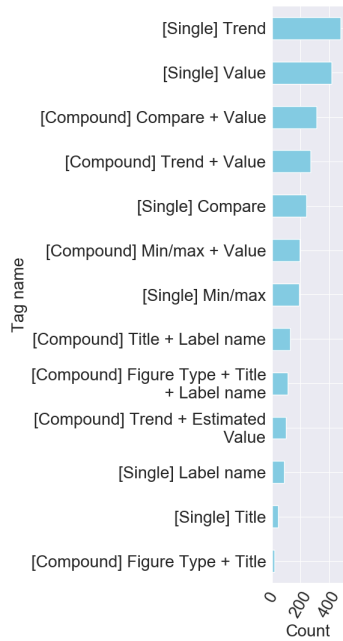 [Single] Trend
[Single] Value
[Compound] Compare + Value
[Compound] Trend + Value
[Single] Compare
[Compound] Min/max + Value
[Single] Min/max
[Compound] Title + Label name
[Compound] Figure Type + Title
+ Label name
[Compound] Trend + Estimated
Value
[Single] Label name
[Single] Title
[Compound] Figure Type + Title
Tag name
0
200
400
Count